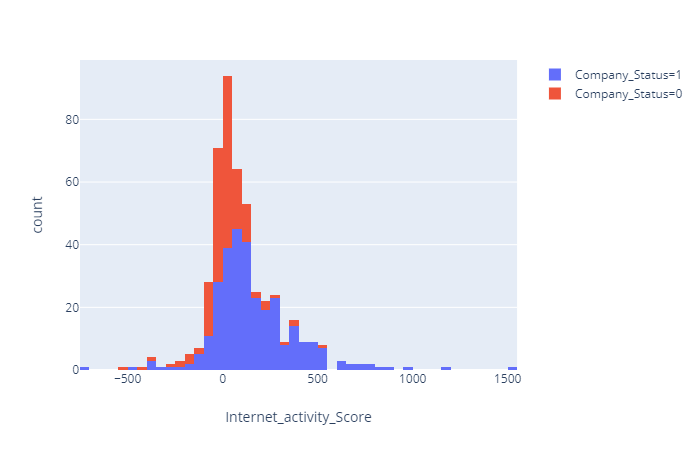 Company_Status=1
Company_Status=0
80
60
40
20
0
count
−500
0
500
1000
1500
Internet_activity_Score